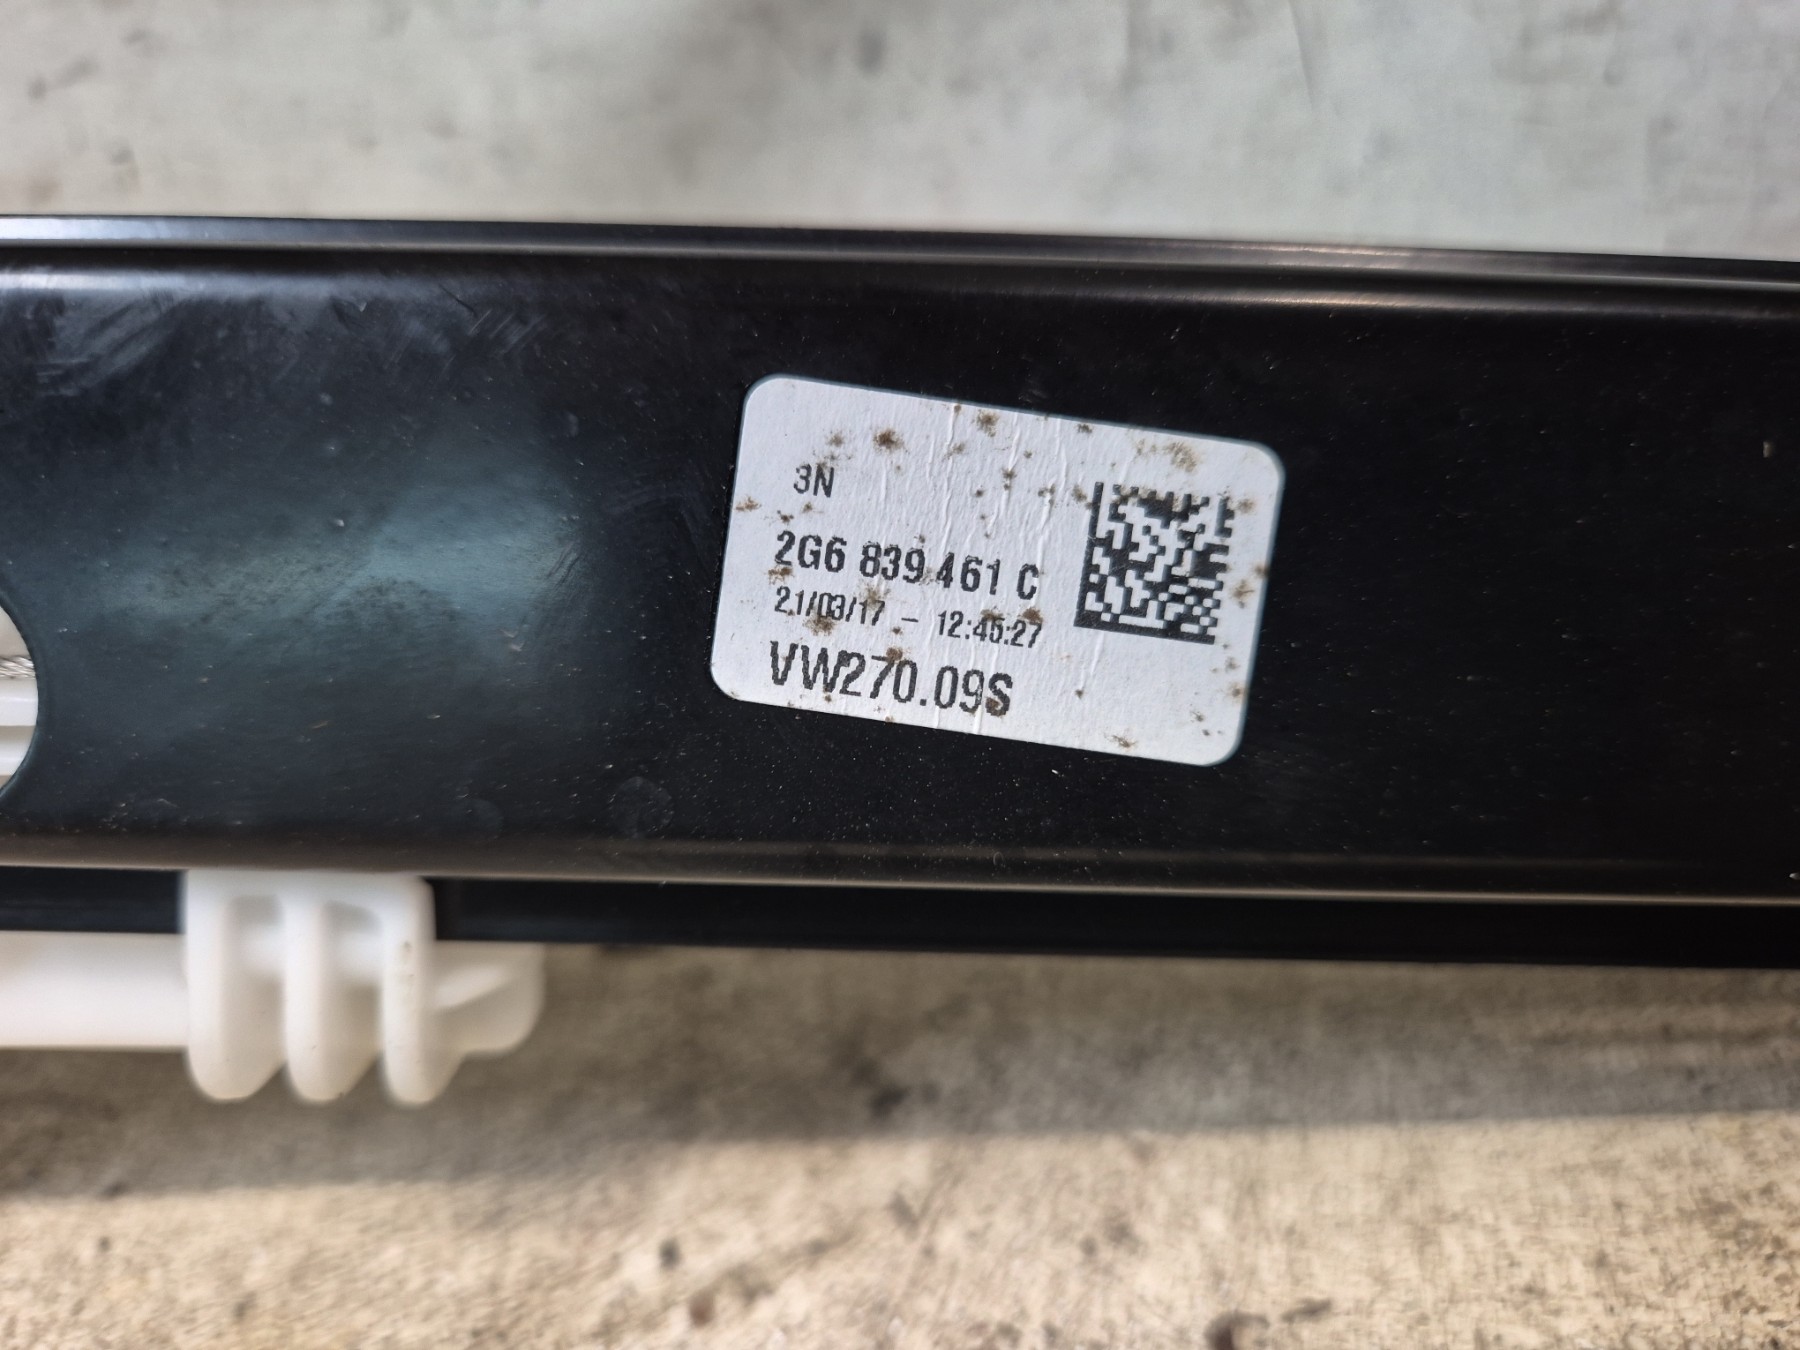 3N
2G6 839 461 C
21/03/17 - 12:45:27
VW270.09S